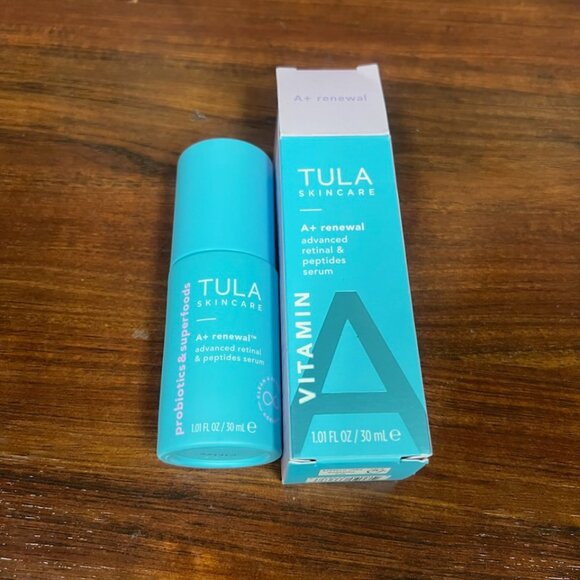 TULA
SKINCARE
A+ renewal™
advanced retinal
& peptides serum
probiotics & superfoods
1.01 FL OZ / 30 mL ℮
A+ renewal
TULA
SKINCARE
A+ renewal
advanced
retinal &
peptides
serum
VITAMIN
A
1.01 FL OZ / 30 mL ℮